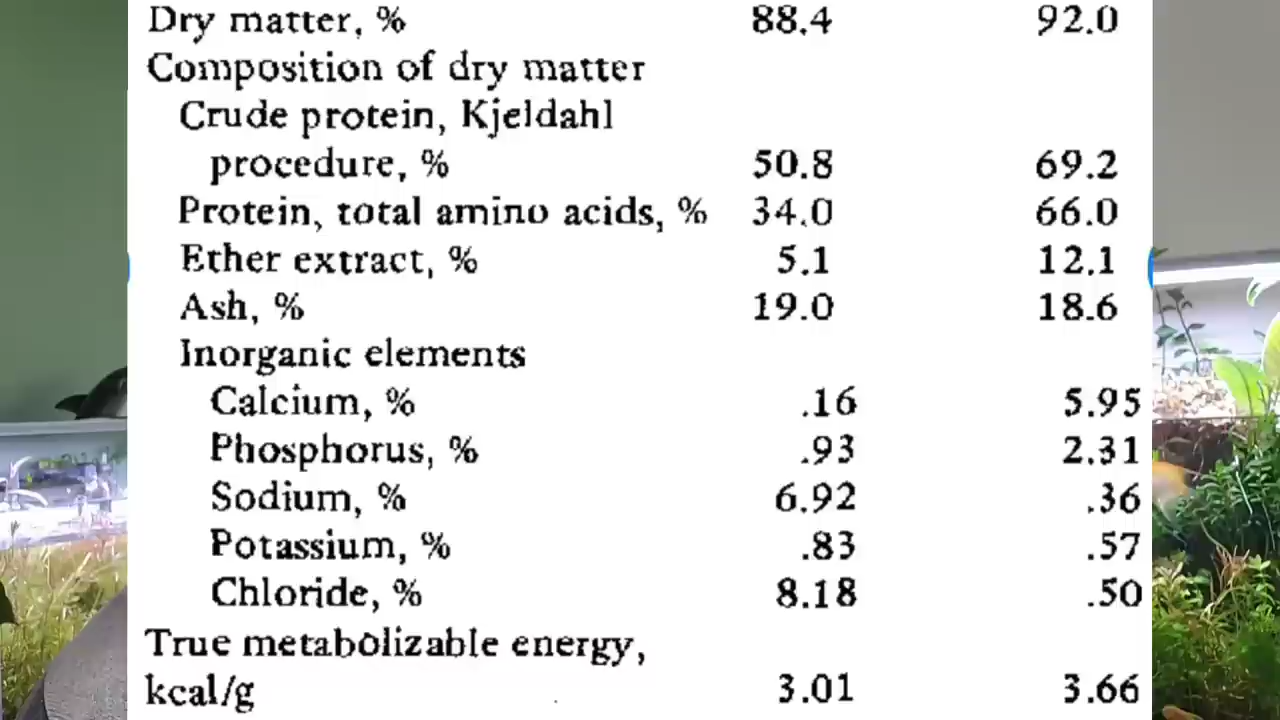 Dry matter, % 88.4 92.0
Composition of dry matter
Crude protein, Kjeldahl
procedure, % 50.8 69.2
Protein, total amino acids, % 34.0 66.0
Ether extract, % 5.1 12.1
Ash, % 19.0 18.6
Inorganic elements
Calcium, % .16 5.95
Phosphorus, % .93 2.31
Sodium, % 6.92 .36
Potassium, % .83 .57
Chloride, % 8.18 .50
True metabolizable energy,
kcal/g 3.01 3.66